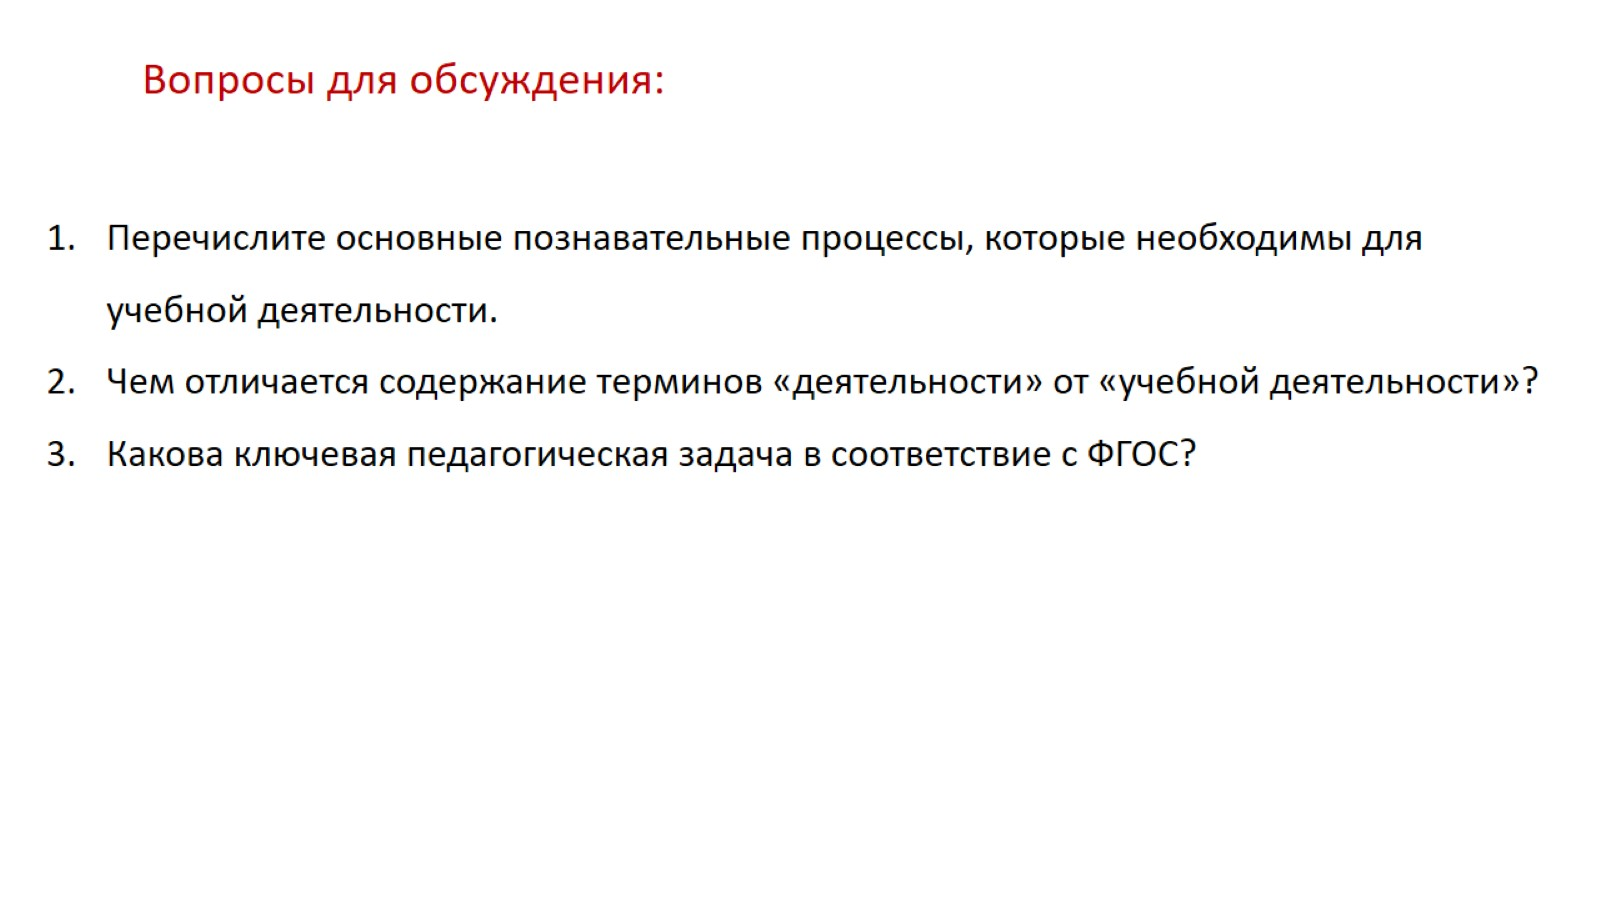 Вопросы для обсуждения:
1. Перечислите основные познавательные процессы, которые необходимы для
учебной деятельности.
2. Чем отличается содержание терминов «деятельности» от «учебной деятельности»?
3. Какова ключевая педагогическая задача в соответствие с ФГОС?